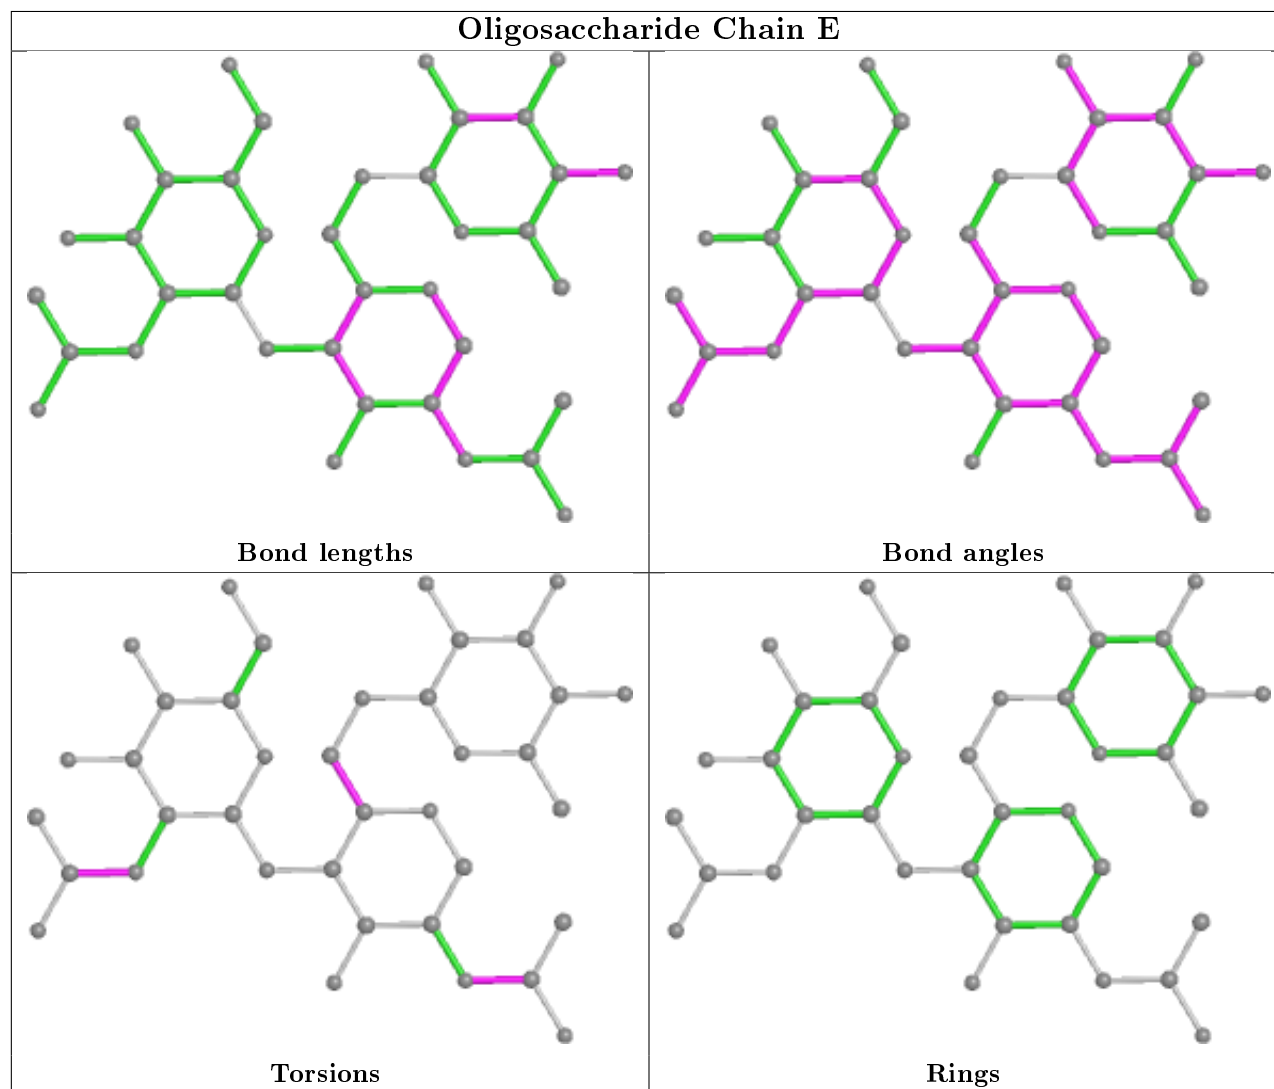 Oligosaccharide Chain E
Bond lengths
Bond angles
Torsions
Rings